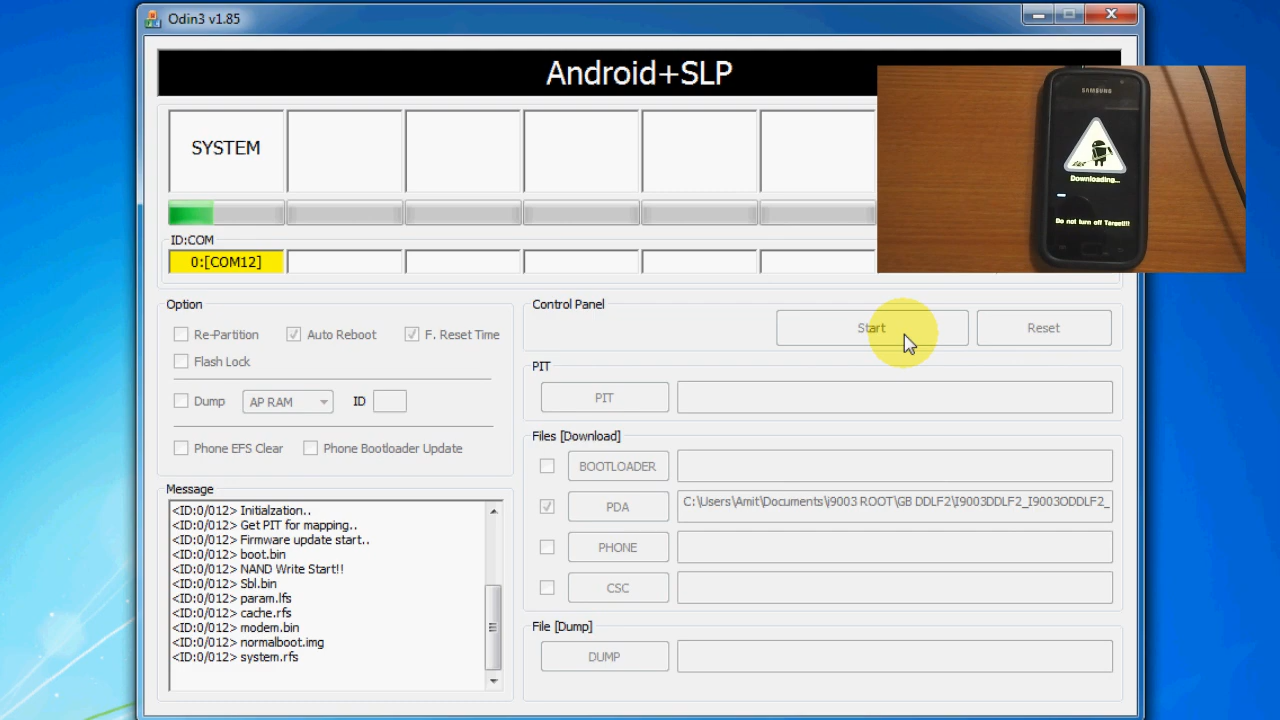 Odin3 v1.85
Android+SLP
SAMSUNG
Downloading...
Do not turn off Target!!!
SYSTEM
ID:COM
0:[COM12]
Option
Re-Partition
Auto Reboot
F. Reset Time
Flash Lock
Dump
AP RAM
ID
Phone EFS Clear
Phone Bootloader Update
Message
<ID:0/012> Initialzation..
<ID:0/012> Get PIT for mapping..
<ID:0/012> Firmware update start..
<ID:0/012> boot.bin
<ID:0/012> NAND Write Start!!
<ID:0/012> Sbl.bin
<ID:0/012> param.lfs
<ID:0/012> cache.rfs
<ID:0/012> modem.bin
<ID:0/012> normalboot.img
<ID:0/012> system.rfs
Control Panel
Start
Reset
PIT
PIT
Files [Download]
BOOTLOADER
PDA
C:\Users\Amit\Documents\i9003 ROOT\GB DDLF2\I9003DDLF2_I9003ODDLF2_
PHONE
CSC
File [Dump]
DUMP